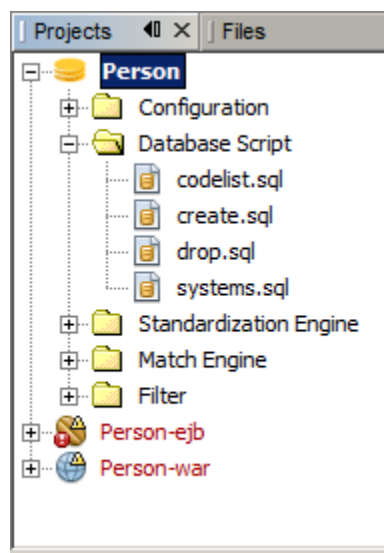 Projects Files
Person
Configuration
Database Script
codelist.sql
create.sql
drop.sql
systems.sql
Standardization Engine
Match Engine
Filter
Person-ejb
Person-war